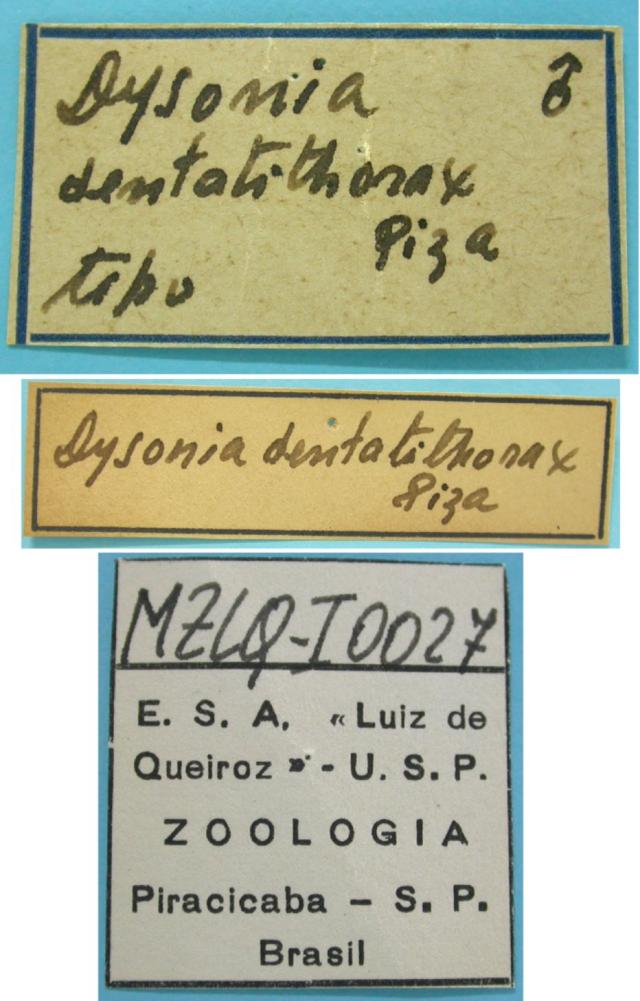 Dysonia ♂
dentatithorax
Piza
tipo
Dysonia dentatithorax
Piza
MZLQ-I0027
E. S. A. « Luiz de
Queiroz » - U. S. P.
ZOOLOGIA
Piracicaba – S. P.
Brasil